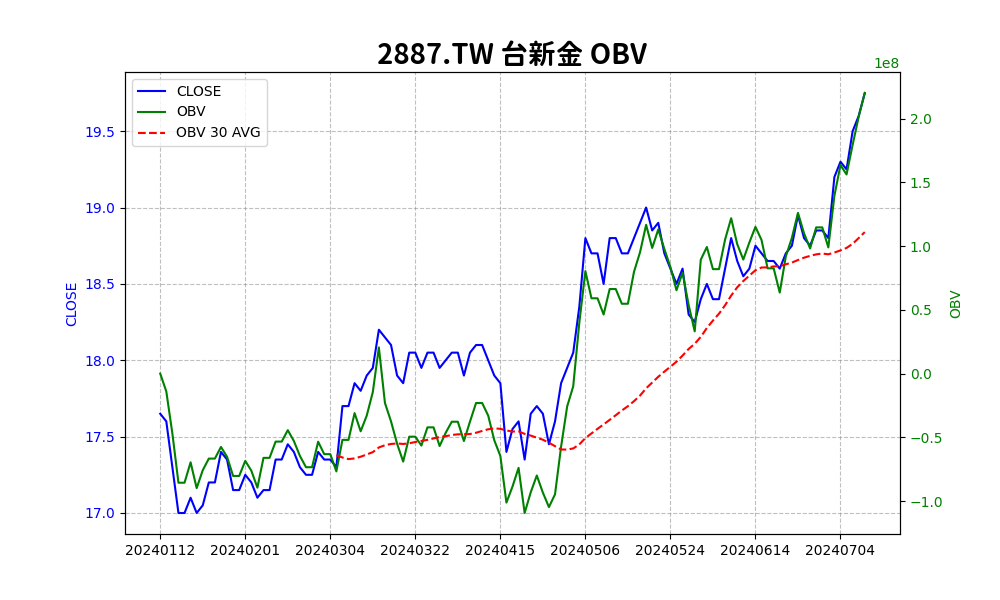 2887.TW 台新金 OBV
1e8
CLOSE
OBV
OBV 30 AVG
19.5
19.0
18.5
18.0
17.5
17.0
CLOSE
2.0
1.5
1.0
0.5
0.0
−0.5
−1.0
OBV
20240112 20240201 20240304 20240322 20240415 20240506 20240524 20240614 20240704